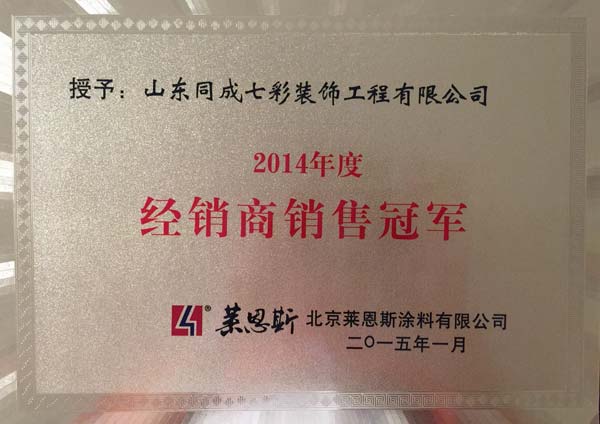 授予：山东同成七彩装饰工程有限公司
2014年度
经销商销售冠军
® 莱恩斯 北京莱恩斯涂料有限公司
二〇一五年一月